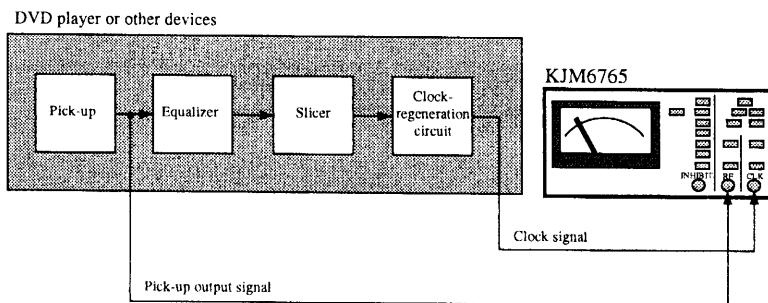 DVD player or other devices
KJM6765
Pick-up
Equalizer
Slicer
Clock-
regeneration
circuit
INHIBIT
RF
CLK
Clock signal
Pick-up output signal